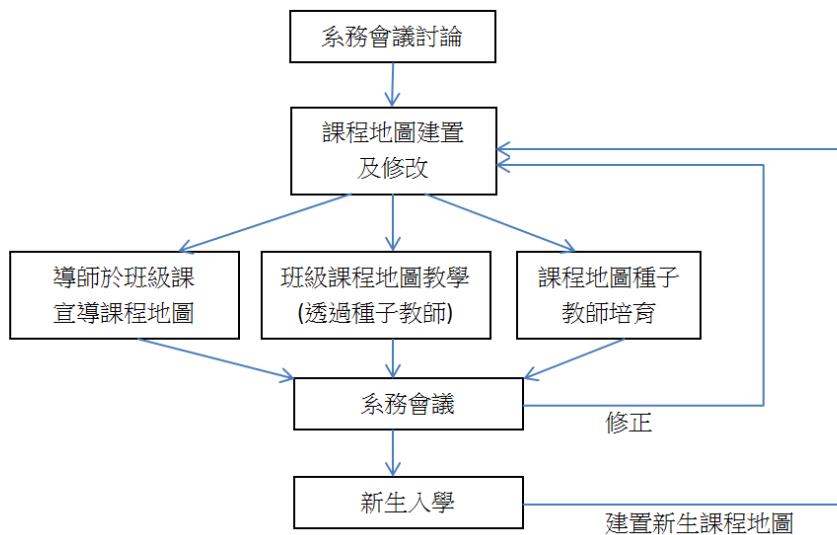 系務會議討論
課程地圖建置
及修改
導師於班級課
宣導課程地圖
班級課程地圖教學
(透過種子教師)
課程地圖種子
教師培育
系務會議
修正
新生入學
建置新生課程地圖